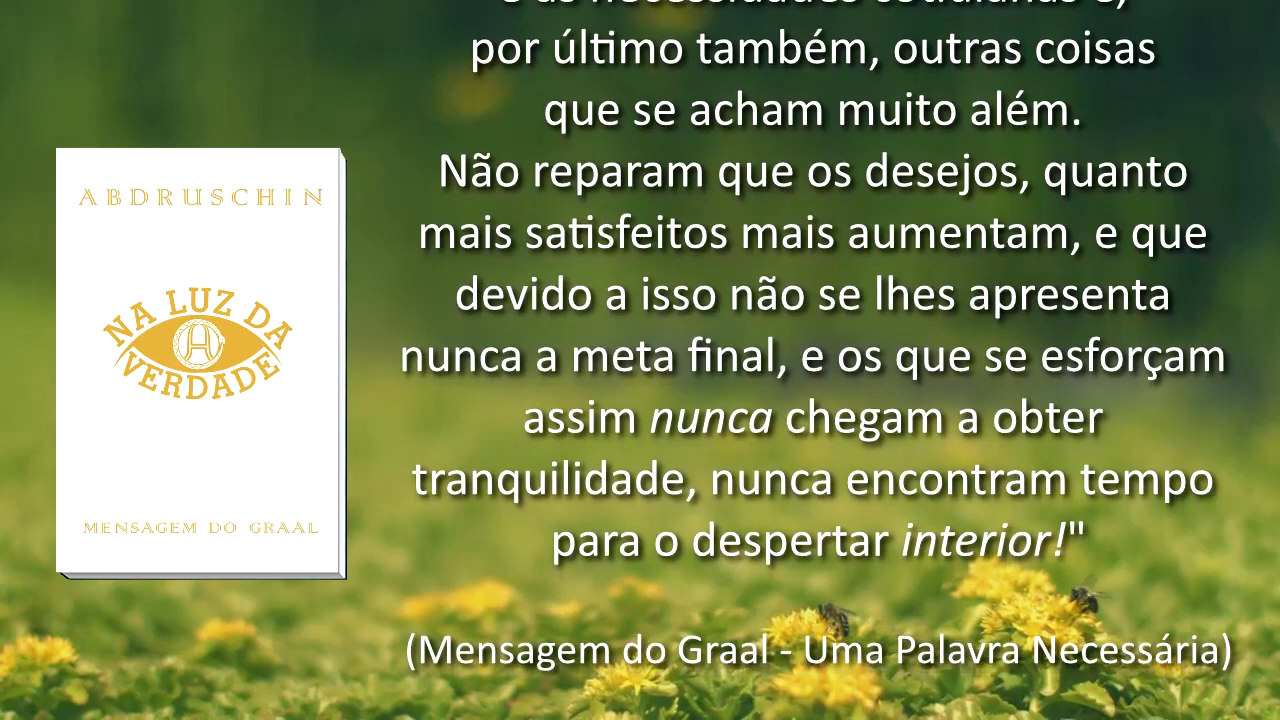 e as necessidades cotidianas e,
por último também, outras coisas
que se acham muito além.
Não reparam que os desejos, quanto
mais satisfeitos mais aumentam, e que
devido a isso não se lhes apresenta
nunca a meta final, e os que se esforçam
assim nunca chegam a obter
tranquilidade, nunca encontram tempo
para o despertar interior!"
(Mensagem do Graal - Uma Palavra Necessária)
ABDRUSCHIN
NA LUZ DA
VERDADE
MENSAGEM DO GRAAL